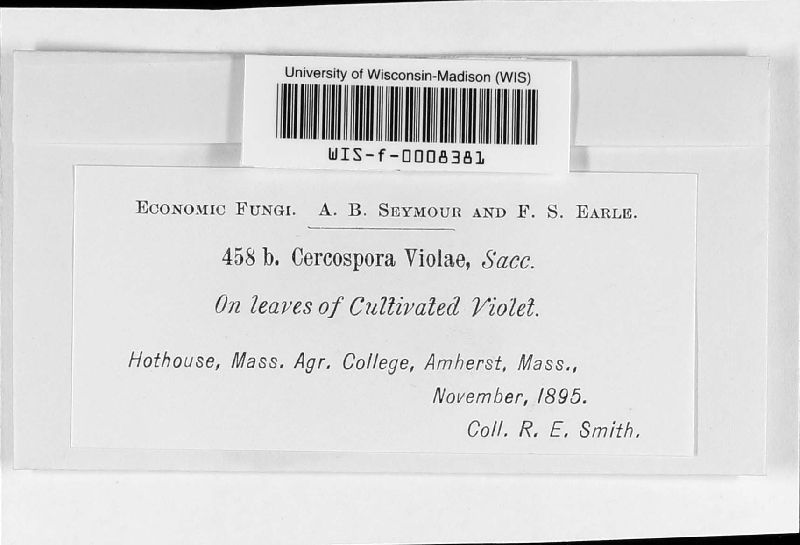 University of Wisconsin-Madison (WIS)
WIS-f-0008381
Economic Fungi. A. B. Seymour and F. S. Earle.
458 b. Cercospora Violae, Sacc.
On leaves of Cultivated Violet.
Hothouse, Mass. Agr. College, Amherst, Mass.,
November, 1895.
Coll. R. E. Smith.